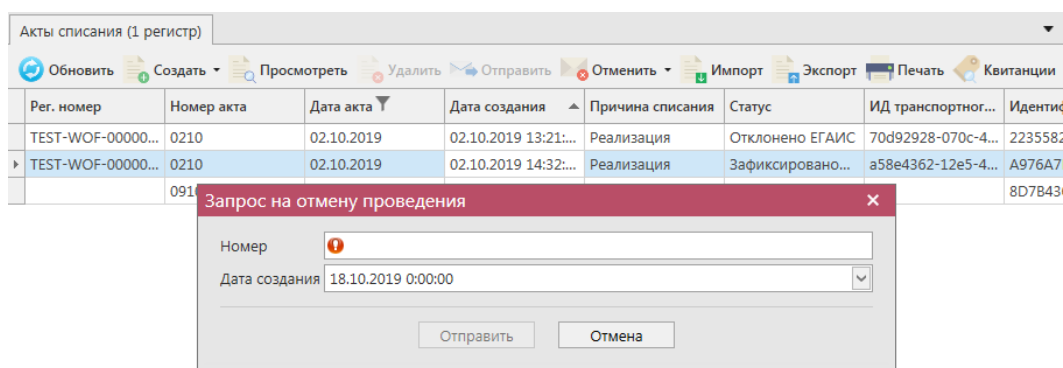 Акты списания (1 регистр)
Обновить Создать Просмотреть Удалить Отправить Отменить Импорт Экспорт Печать Квитанции
Рег. номер Номер акта Дата акта Дата создания Причина списания Статус ИД транспортног...
TEST-WOF-00000... 0210 02.10.2019 02.10.2019 13:21:... Реализация Отклонено ЕГАИС 70d92928-070c-4... 2235582
TEST-WOF-00000... 0210 02.10.2019 02.10.2019 14:32:... Реализация Зафиксировано... a58e4362-12e5-4... A976A7
Запрос на отмену проведения
Номер
Дата создания 18.10.2019 0:00:00
Отправить Отмена